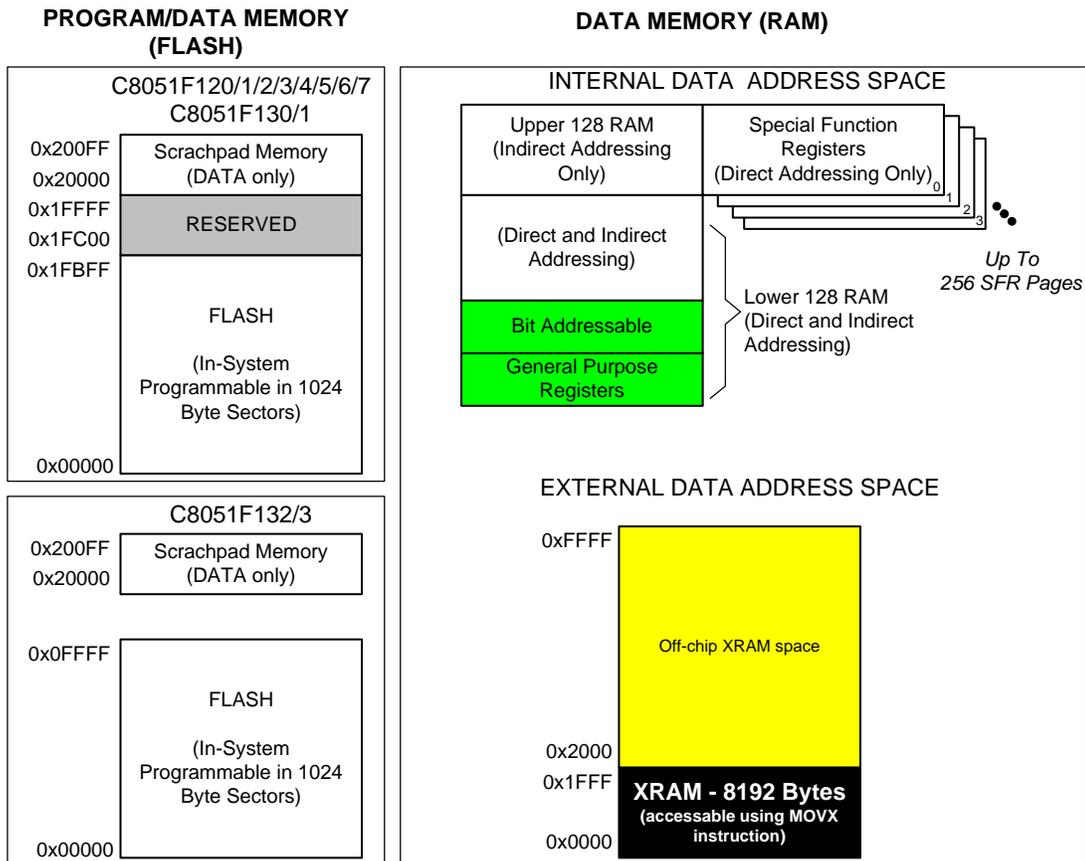 PROGRAM/DATA MEMORY
(FLASH)
C8051F120/1/2/3/4/5/6/7
C8051F130/1
0x200FF
0x20000
Scrachpad Memory
(DATA only)
0x1FFFF
0x1FC00
RESERVED
0x1FBFF
FLASH
(In-System
Programmable in 1024
Byte Sectors)
0x00000
C8051F132/3
0x200FF
0x20000
Scrachpad Memory
(DATA only)
0x0FFFF
FLASH
(In-System
Programmable in 1024
Byte Sectors)
0x00000
DATA MEMORY (RAM)
INTERNAL DATA ADDRESS SPACE
Upper 128 RAM
(Indirect Addressing
Only)
Special Function
Registers
(Direct Addressing Only)
0
1
2
3
Up To
256 SFR Pages
(Direct and Indirect
Addressing)
Bit Addressable
General Purpose
Registers
Lower 128 RAM
(Direct and Indirect
Addressing)
EXTERNAL DATA ADDRESS SPACE
0xFFFF
Off-chip XRAM space
0x2000
0x1FFF
XRAM - 8192 Bytes
(accessable using MOVX
instruction)
0x0000